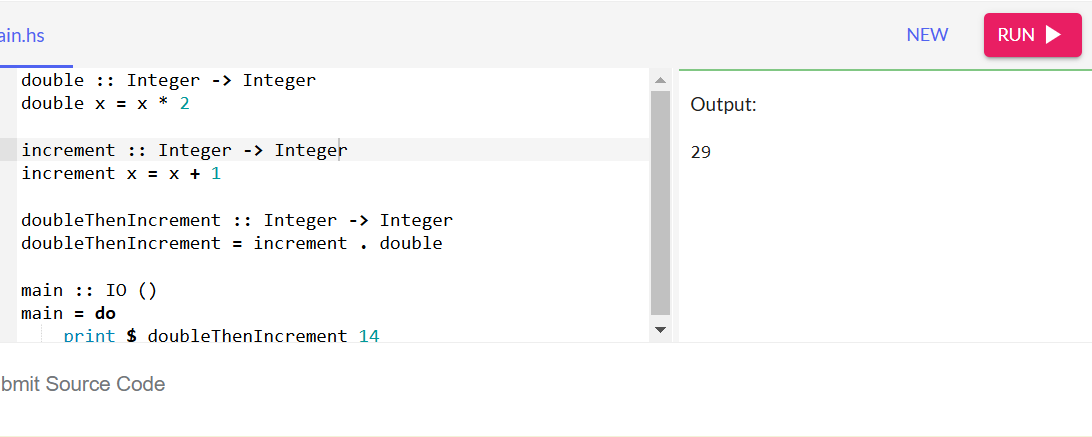 ain.hs
NEW
RUN
double :: Integer -> Integer
double x = x * 2
increment :: Integer -> Integer
increment x = x + 1
doubleThenIncrement :: Integer -> Integer
doubleThenIncrement = increment . double
main :: IO ()
main = do
print $ doubleThenIncrement 14
Output:
29
bmit Source Code